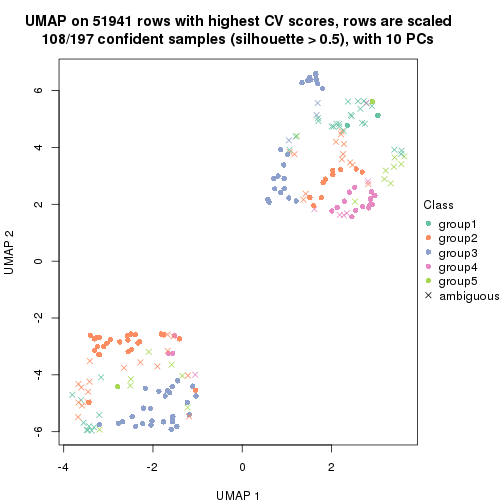 UMAP on 51941 rows with highest CV scores, rows are scaled
108/197 confident samples (silhouette > 0.5), with 10 PCs
6
4
2
0
-2
-4
-6
UMAP 2
-4
-2
0
2
UMAP 1
Class
group1
group2
group3
group4
group5
ambiguous